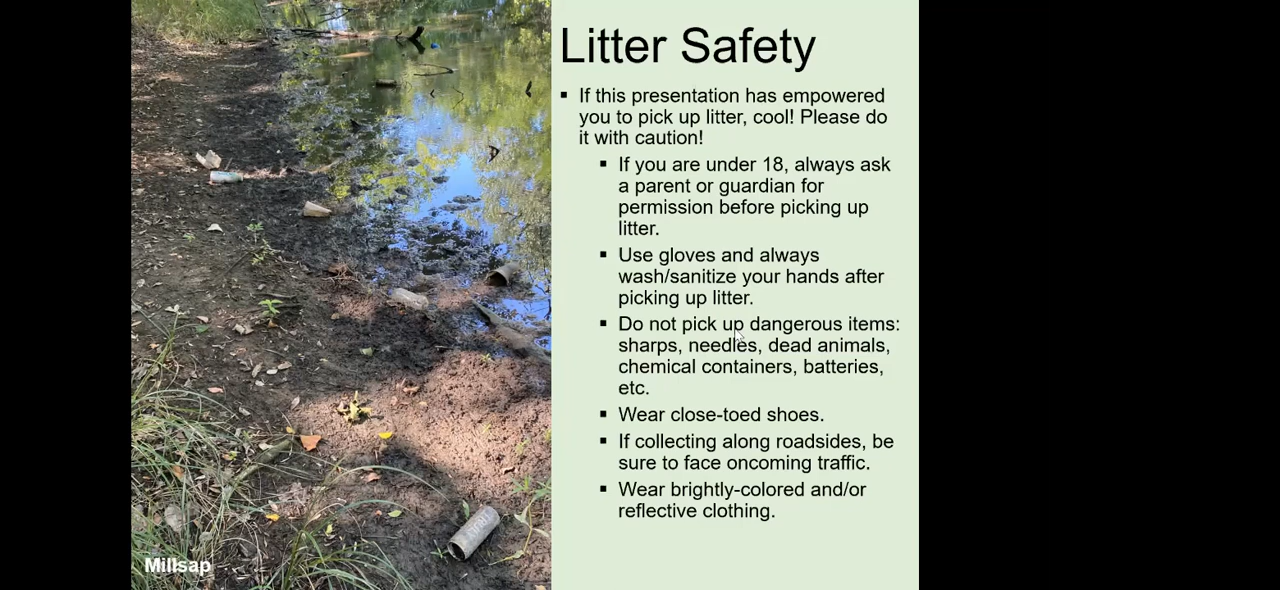 Litter Safety
▪ If this presentation has empowered
you to pick up litter, cool! Please do
it with caution!
▪ If you are under 18, always ask
a parent or guardian for
permission before picking up
litter.
▪ Use gloves and always
wash/sanitize your hands after
picking up litter.
▪ Do not pick up dangerous items:
sharps, needles, dead animals,
chemical containers, batteries,
etc.
▪ Wear close-toed shoes.
▪ If collecting along roadsides, be
sure to face oncoming traffic.
▪ Wear brightly-colored and/or
reflective clothing.
Millsap